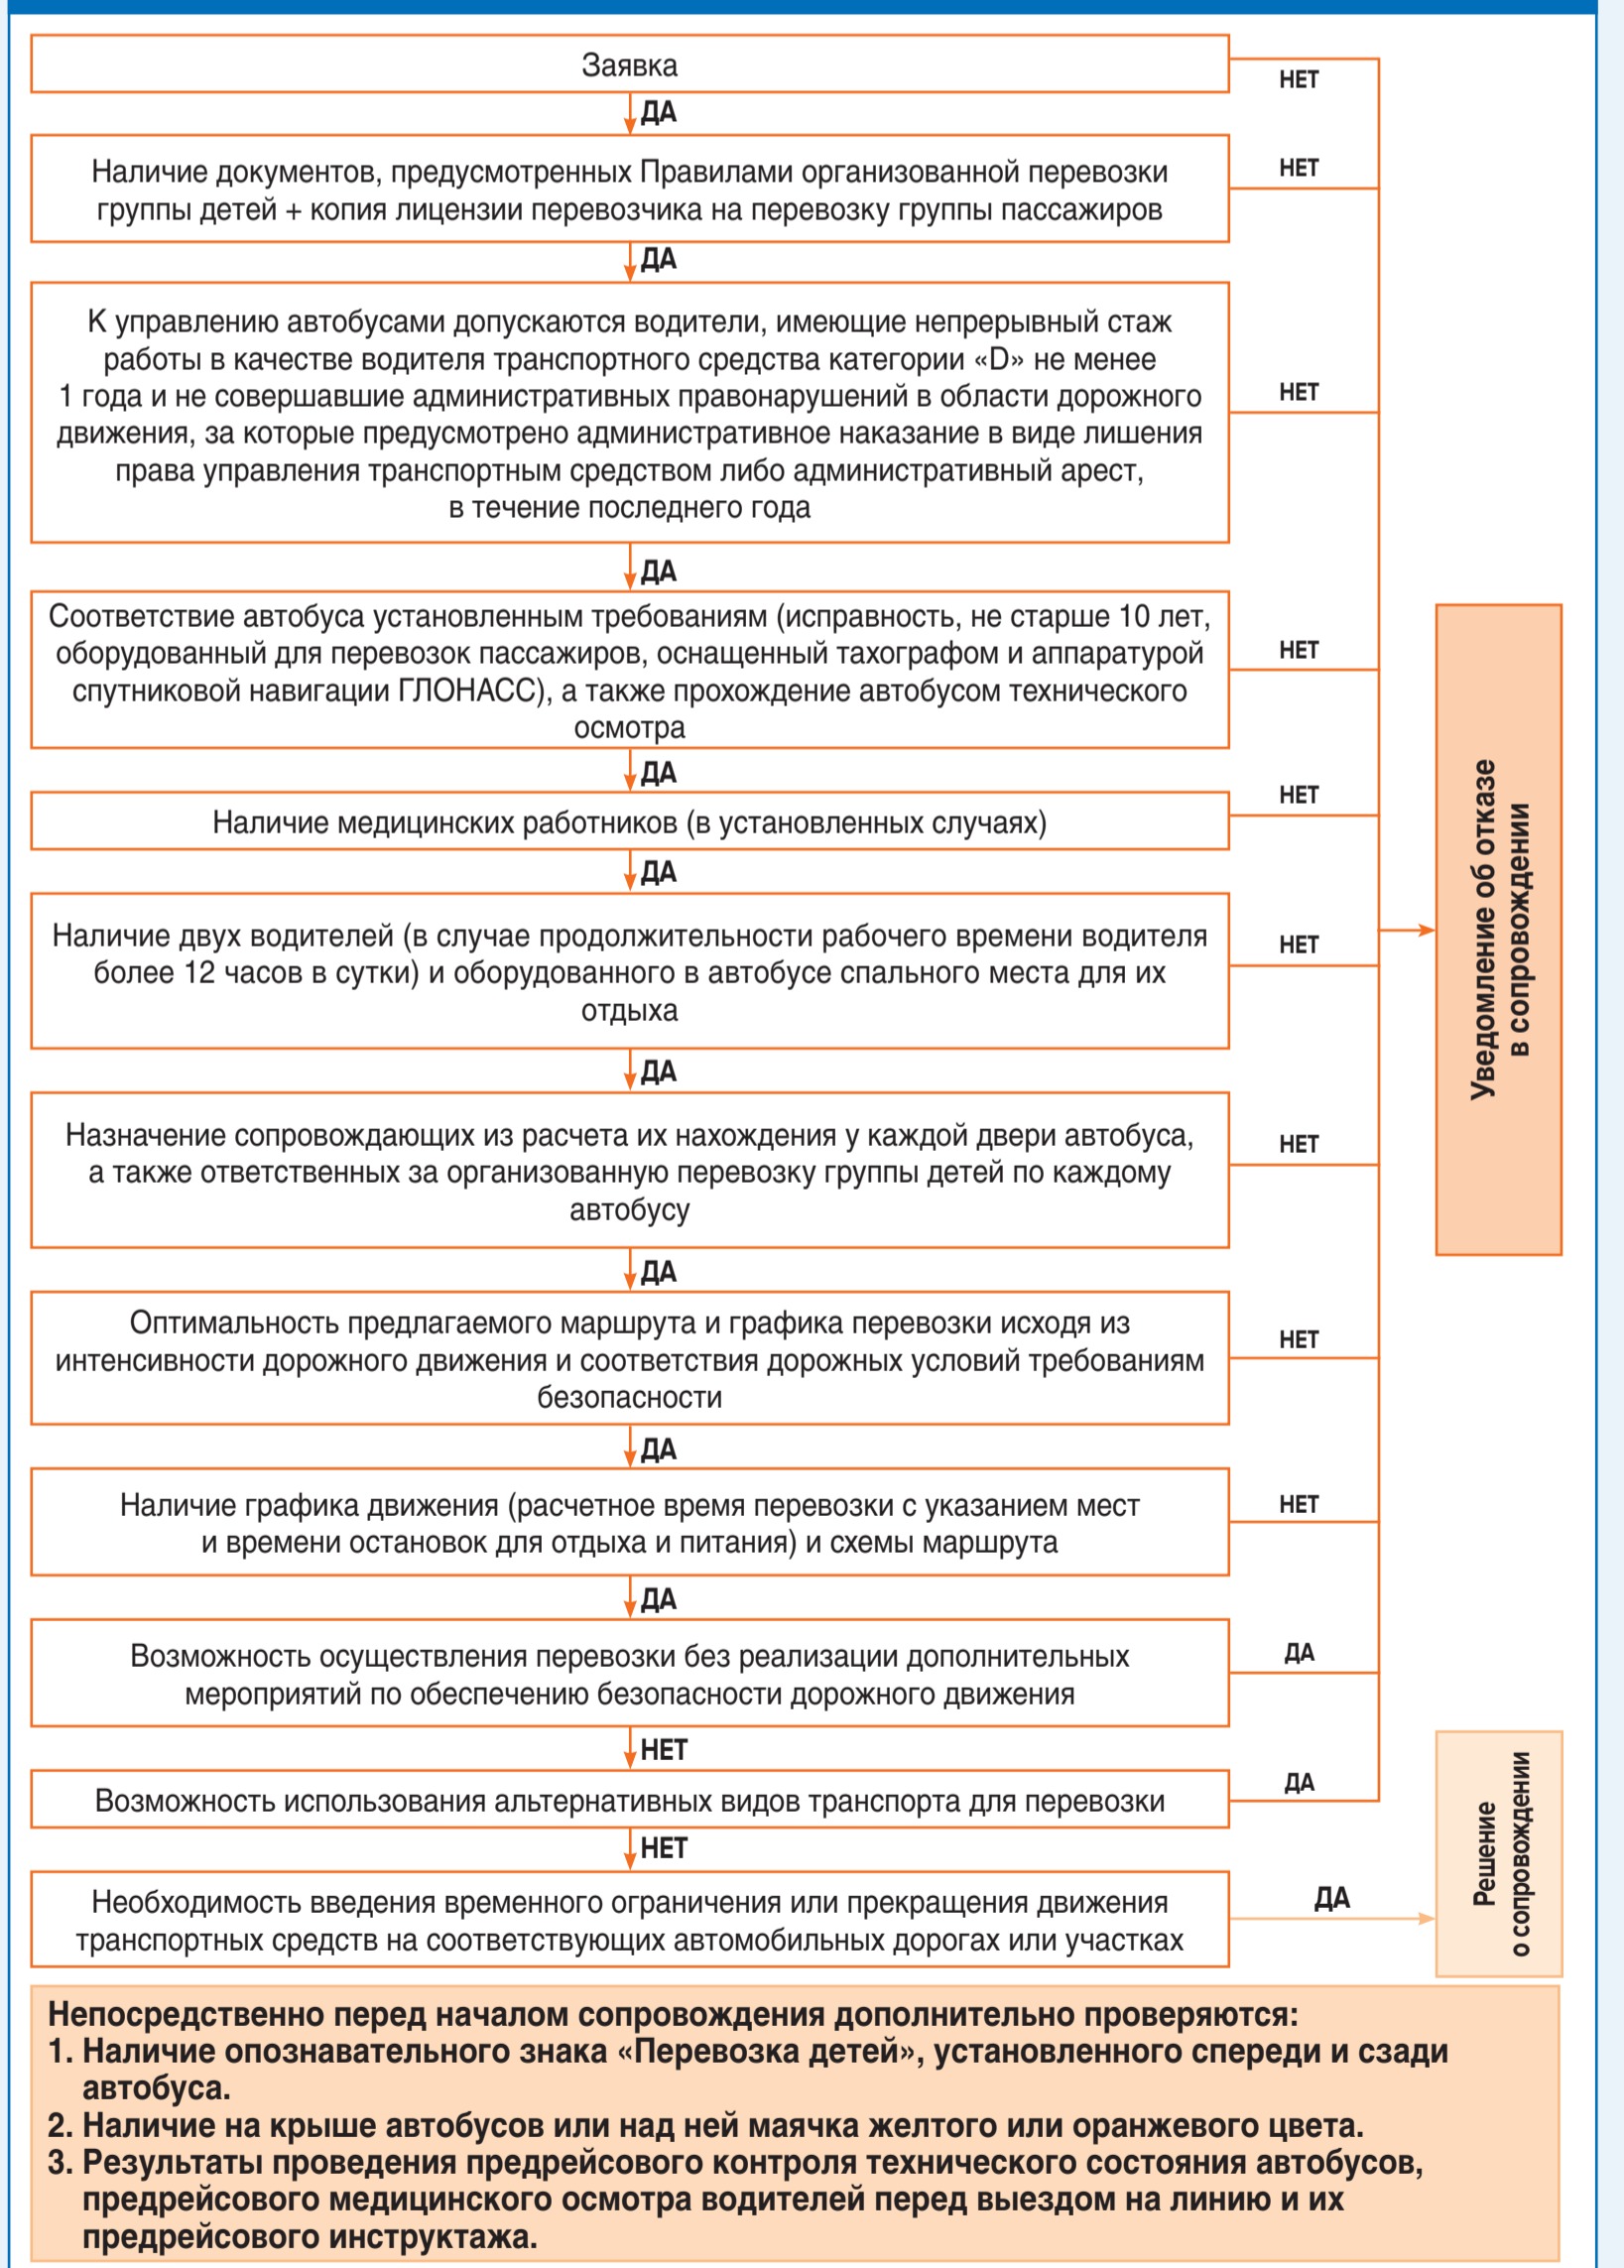 Заявка
НЕТ
ДА
Наличие документов, предусмотренных Правилами организованной перевозки
группы детей + копия лицензии перевозчика на перевозку группы пассажиров
НЕТ
ДА
К управлению автобусами допускаются водители, имеющие непрерывный стаж
работы в качестве водителя транспортного средства категории «D» не менее
1 года и не совершавшие административных правонарушений в области дорожного
движения, за которые предусмотрено административное наказание в виде лишения
права управления транспортным средством либо административный арест,
в течение последнего года
НЕТ
ДА
Соответствие автобуса установленным требованиям (исправность, не старше 10 лет,
оборудованный для перевозок пассажиров, оснащенный тахографом и аппаратурой
спутниковой навигации ГЛОНАСС), а также прохождение автобусом технического
осмотра
НЕТ
ДА
Наличие медицинских работников (в установленных случаях)
НЕТ
ДА
Наличие двух водителей (в случае продолжительности рабочего времени водителя
более 12 часов в сутки) и оборудованного в автобусе спального места для их
отдыха
НЕТ
ДА
Назначение сопровождающих из расчета их нахождения у каждой двери автобуса,
а также ответственных за организованную перевозку группы детей по каждому
автобусу
НЕТ
ДА
Оптимальность предлагаемого маршрута и графика перевозки исходя из
интенсивности дорожного движения и соответствия дорожных условий требованиям
безопасности
НЕТ
ДА
Наличие графика движения (расчетное время перевозки с указанием мест
и времени остановок для отдыха и питания) и схемы маршрута
НЕТ
ДА
Возможность осуществления перевозки без реализации дополнительных
мероприятий по обеспечению безопасности дорожного движения
ДА
НЕТ
Возможность использования альтернативных видов транспорта для перевозки
ДА
НЕТ
Необходимость введения временного ограничения или прекращения движения
транспортных средств на соответствующих автомобильных дорогах или участках
ДА
Уведомление об отказе
в сопровождении
Решение
о сопровождении
Непосредственно перед началом сопровождения дополнительно проверяются:
1. Наличие опознавательного знака «Перевозка детей», установленного спереди и сзади
автобуса.
2. Наличие на крыше автобусов или над ней маячка желтого или оранжевого цвета.
3. Результаты проведения предрейсового контроля технического состояния автобусов,
предрейсового медицинского осмотра водителей перед выездом на линию и их
предрейсового инструктажа.